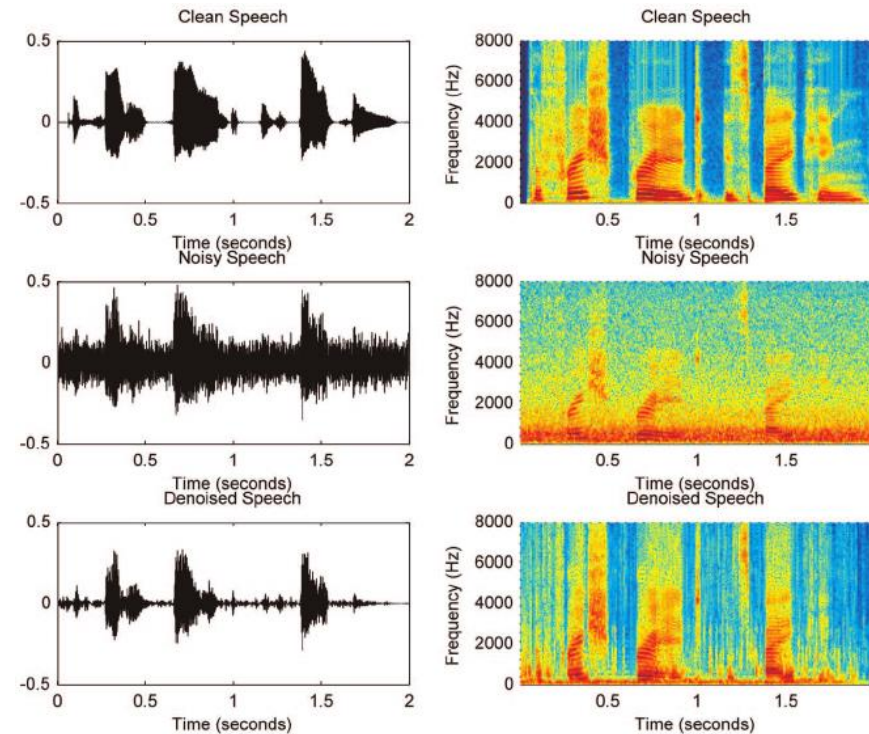 Clean Speech
0.5
0
-0.5
0 0.5 1 1.5 2
Time (seconds)
Clean Speech
Frequency (Hz)
8000
6000
4000
2000
0
0.5 1 1.5
Time (seconds)
Noisy Speech
0.5
0
-0.5
0 0.5 1 1.5 2
Time (seconds)
Noisy Speech
Frequency (Hz)
8000
6000
4000
2000
0
0.5 1 1.5
Time (seconds)
Denoised Speech
0.5
0
-0.5
0 0.5 1 1.5 2
Time (seconds)
Denoised Speech
Frequency (Hz)
8000
6000
4000
2000
0
0.5 1 1.5
Time (seconds)